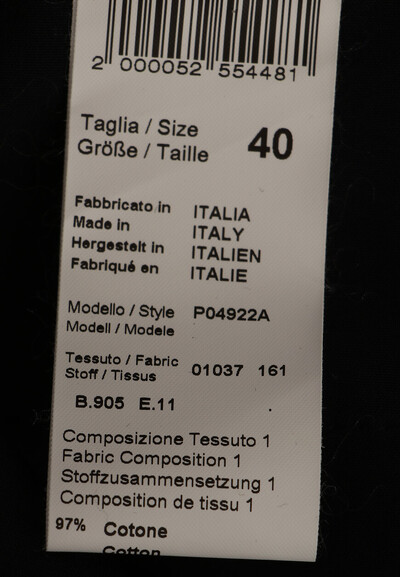 2 000052 554481
Taglia / Size
Größe / Taille
40
Fabbricato in ITALIA
Made in ITALY
Hergestelt in ITALIEN
Fabriqué en ITALIE
Modello / Style P04922A
Modell / Modele
Tessuto / Fabric 01037 161
Stoff / Tissus
B.905 E.11
Composizione Tessuto 1
Fabric Composition 1
Stoffzusammensetzung 1
Composition de tissu 1
97% Cotone
Cotton